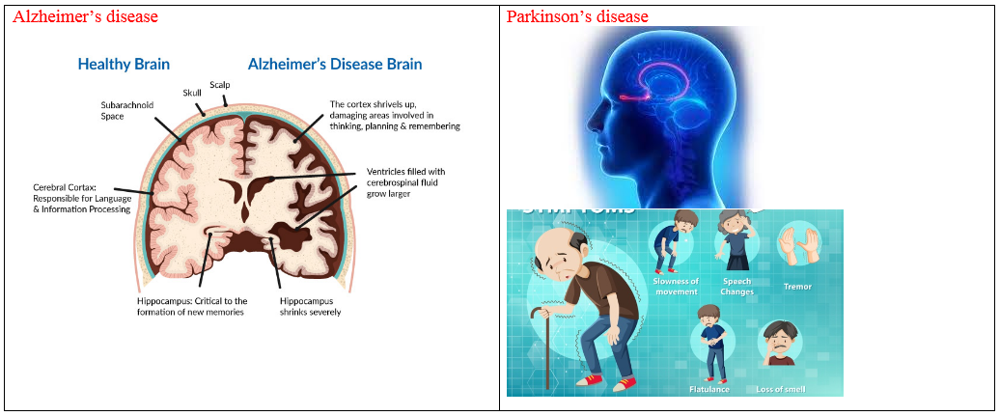 Alzheimer’s disease
Healthy Brain
Alzheimer’s Disease Brain
Scalp
Skull
Subarachnoid
Space
The cortex shrivels up,
damaging areas involved in
thinking, planning & remembering
Ventricles filled with
cerebrospinal fluid
grow larger
Cerebral Cortax:
Responsible for Language
& Information Processing
Hippocampus: Critical to the
formation of new memories
Hippocampus
shrinks severely
Parkinson’s disease
Slowness of
movement
Speech
Changes
Tremor
Flatulance
Loss of smell